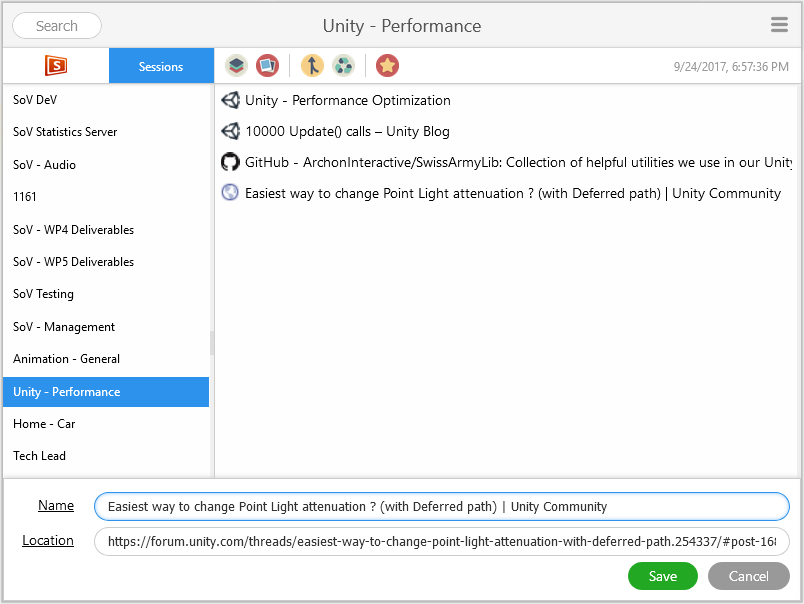 Search
Unity - Performance
S
Sessions
9/24/2017, 6:57:36 PM
SoV DeV
SoV Statistics Server
SoV - Audio
1161
SoV - WP4 Deliverables
SoV - WP5 Deliverables
SoV Testing
SoV - Management
Animation - General
Unity - Performance
Home - Car
Tech Lead
Unity - Performance Optimization
10000 Update() calls – Unity Blog
GitHub - ArchonInteractive/SwissArmyLib: Collection of helpful utilities we use in our Unity
Easiest way to change Point Light attenuation ? (with Deferred path) | Unity Community
Name
Easiest way to change Point Light attenuation ? (with Deferred path) | Unity Community
Location
https://forum.unity.com/threads/easiest-way-to-change-point-light-attenuation-with-deferred-path.254337/#post-168
Save
Cancel